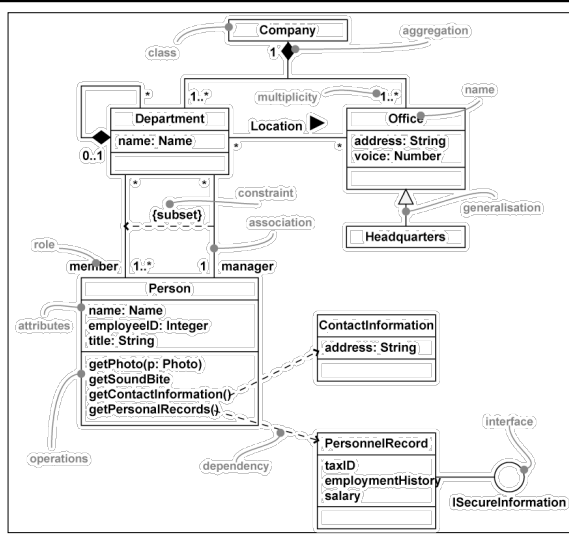 Company
aggregation
class
1
*
1..*
multiplicity
1..*
name
Department
Office
Location
name: Name
address: String
voice: Number
0..1
*
*
*
*
constraint
{subset}
generalisation
association
role
Headquarters
member
1..*
1
manager
Person
name: Name
employeeID: Integer
title: String
attributes
ContactInformation
address: String
getPhoto(p: Photo)
getSoundBite
getContactInformation()
getPersonalRecords()
interface
PersonnelRecord
operations
dependency
taxID
employmentHistory
salary
ISecureInformation